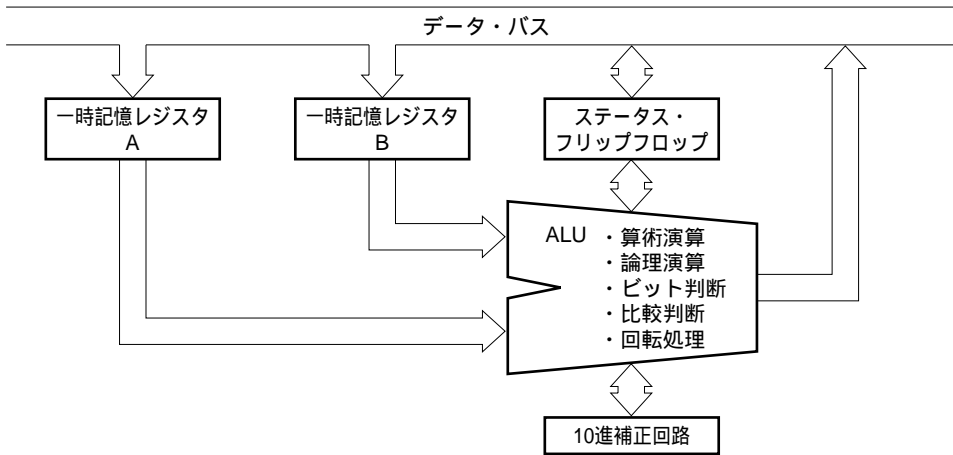 データ・バス
一時記憶レジスタ
A
一時記憶レジスタ
B
ステータス・
フリップフロップ
ALU
・算術演算
・論理演算
・ビット判断
・比較判断
・回転処理
10進補正回路